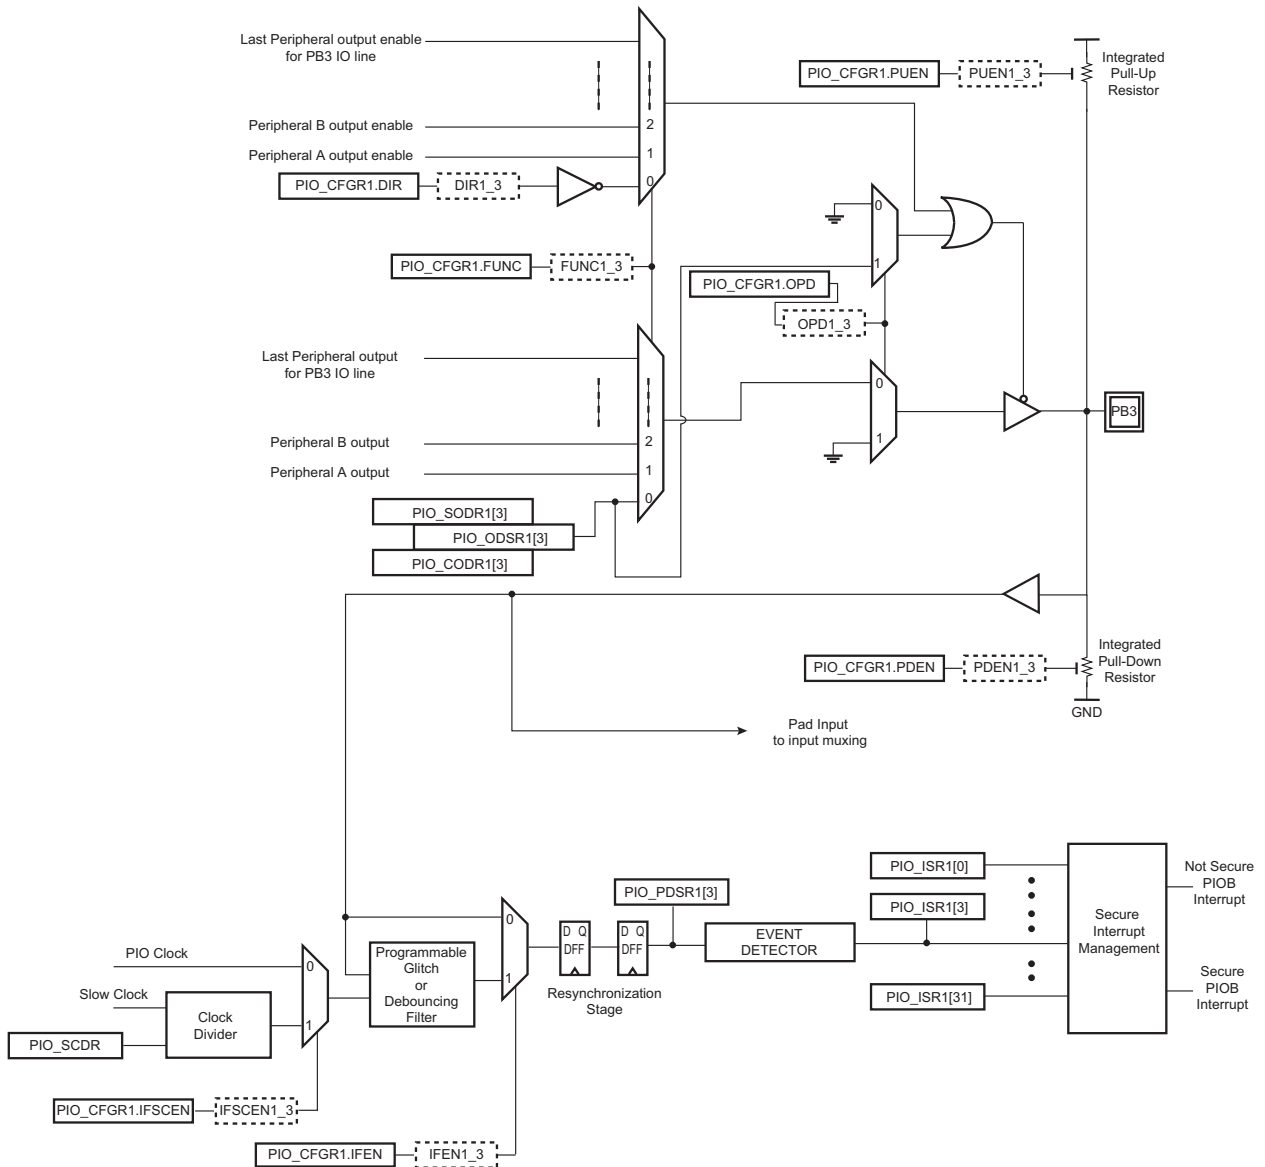 Last Peripheral output enable
for PB3 IO line
2
Peripheral B output enable
1
Peripheral A output enable
0
PIO_CFGR1.DIR
DIR1_3
PIO_CFGR1.PUEN
PUEN1_3
Integrated
Pull-Up
Resistor
PIO_CFGR1.FUNC
FUNC1_3
0
1
PIO_CFGR1.OPD
OPD1_3
Last Peripheral output
for PB3 IO line
Peripheral B output
2
Peripheral A output
1
0
0
1
PB3
PIO_SODR1[3]
PIO_ODSR1[3]
PIO_CODR1[3]
PIO_CFGR1.PDEN
PDEN1_3
Integrated
Pull-Down
Resistor
GND
Pad Input
to input muxing
PIO Clock
Slow Clock
PIO_SCDR
Clock
Divider
0
1
PIO_CFGR1.IFSCEN
IFSCEN1_3
Programmable
Glitch
or
Debouncing
Filter
0
1
PIO_CFGR1.IFEN
IFEN1_3
D Q
DFF
D Q
DFF
Resynchronization
Stage
PIO_PDSR1[3]
EVENT
DETECTOR
PIO_ISR1[0]
PIO_ISR1[3]
PIO_ISR1[31]
Secure
Interrupt
Management
Not Secure
PIOB
Interrupt
Secure
PIOB
Interrupt